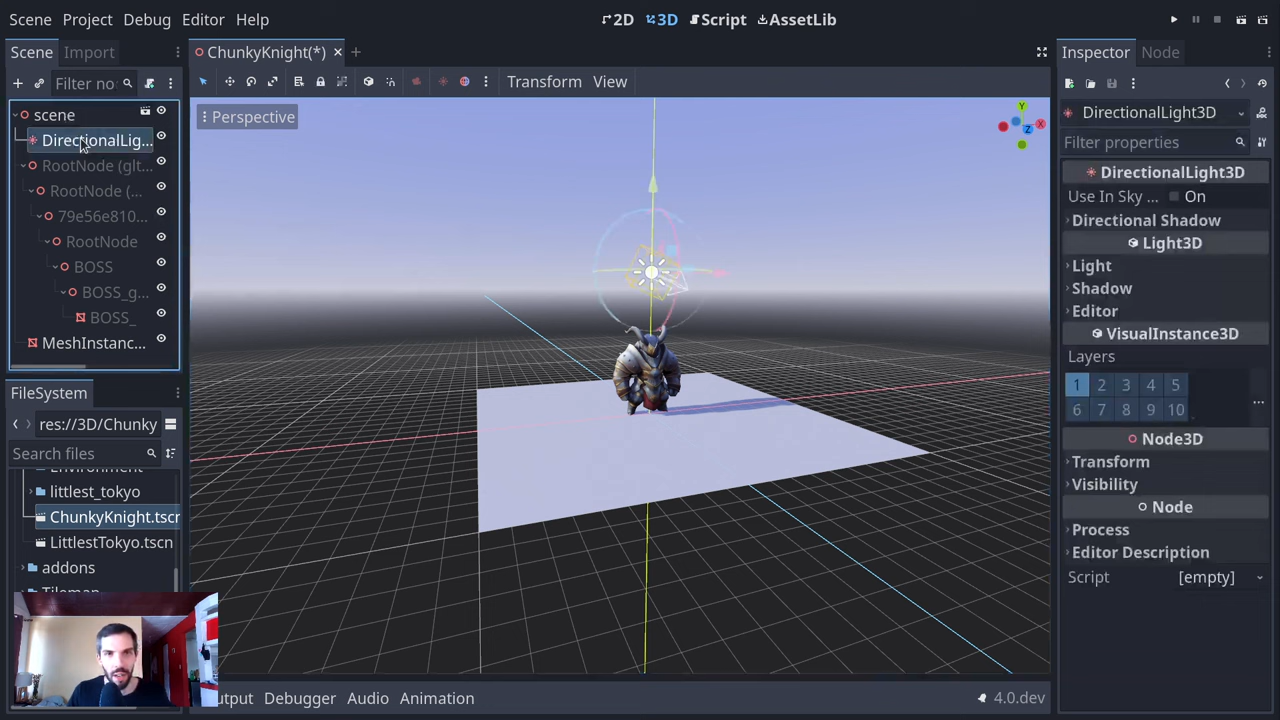 Scene Project Debug Editor Help
2D 3D Script AssetLib
Scene Import
Filter no
scene
DirectionalLig...
RootNode (glt...
RootNode (...
79e56e810...
RootNode
BOSS
BOSS_g...
BOSS_
MeshInstanc...
FileSystem
res://3D/Chunky
Search files
littlest_tokyo
ChunkyKnight.tscr
LittlestTokyo.tscn
addons
ChunkyKnight(*)
Transform View
Perspective
Y
X
Z
utput Debugger Audio Animation
4.0.dev
Inspector Node
DirectionalLight3D
Filter properties
DirectionalLight3D
Use In Sky ... On
Directional Shadow
Light3D
Light
Shadow
Editor
VisualInstance3D
Layers
1 2 3 4 5
6 7 8 9 10
Node3D
Transform
Visibility
Node
Process
Editor Description
Script [empty]